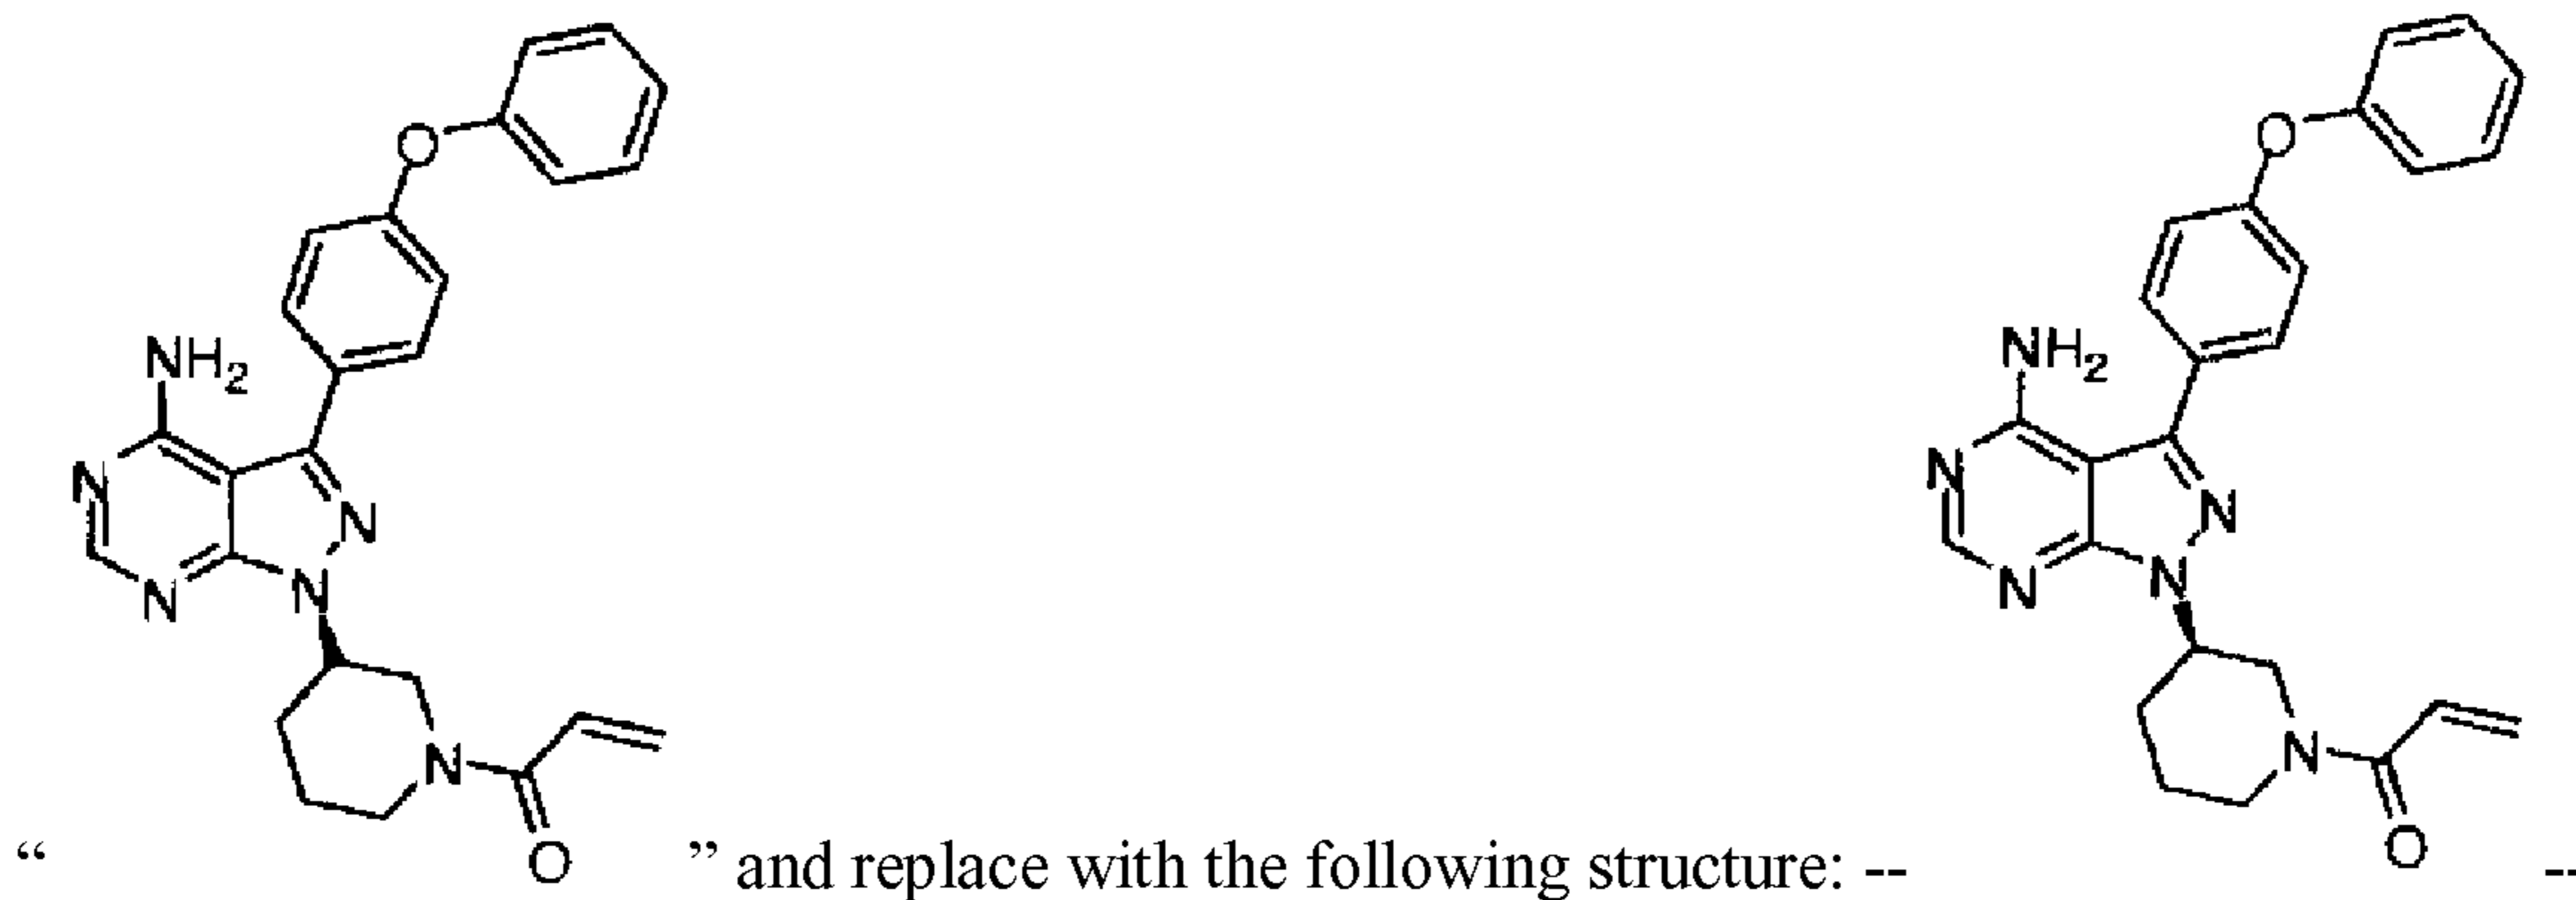 O
O
NH2
NH2
N
N
N
N
N
N
N
N
N
N
“ O ” and replace with the following structure: -- O --